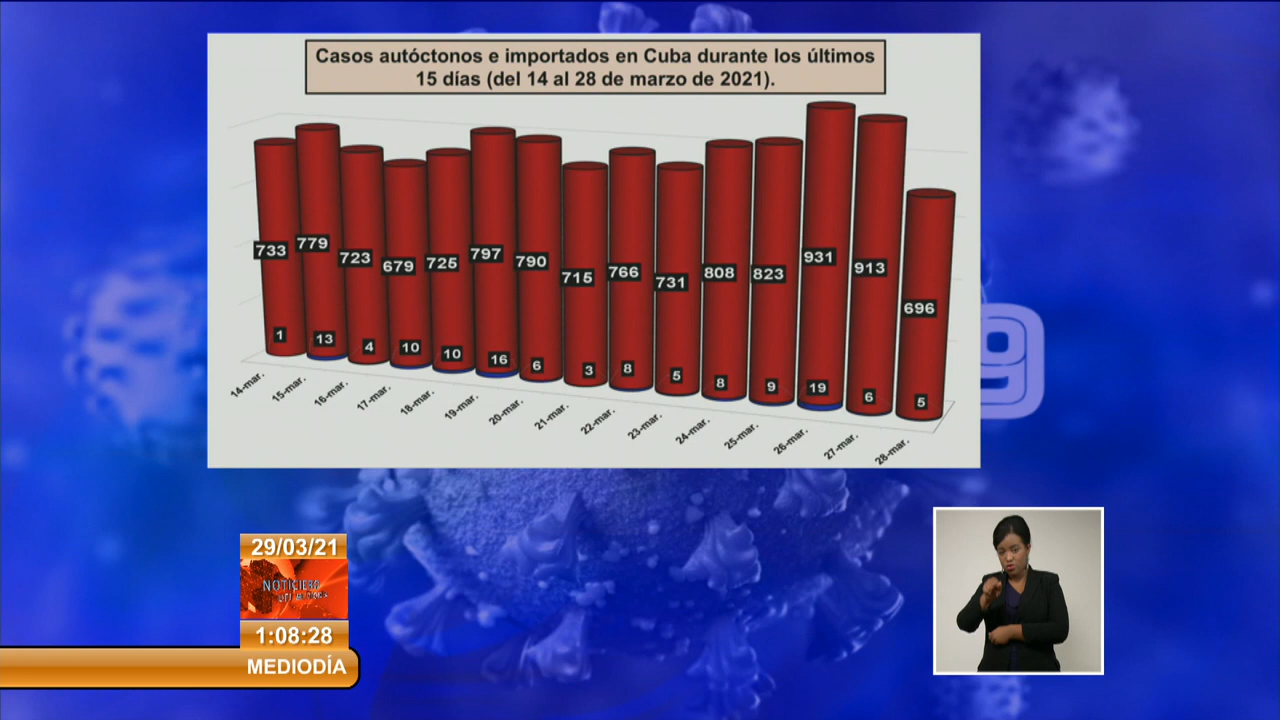 Casos autóctonos e importados en Cuba durante los últimos
15 días (del 14 al 28 de marzo de 2021).
733 779 723 679 725 797 790 715 766 731 808 823 931 913 696
1 13 4 10 10 16 6 3 8 5 8 9 19 6 5
14-mar. 15-mar. 16-mar. 17-mar. 18-mar. 19-mar. 20-mar. 21-mar. 22-mar. 23-mar. 24-mar. 25-mar. 26-mar. 27-mar. 28-mar.
9
29/03/21
NOTICIERO
1:08:28
MEDIODÍA